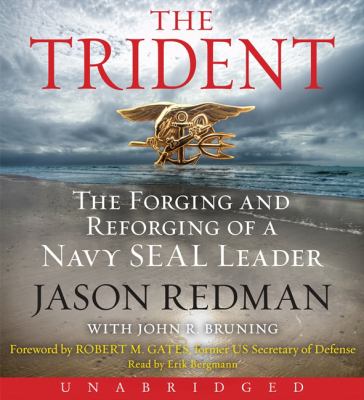 THE
TRIDENT
THE FORGING AND
REFORGING OF A
NAVY SEAL LEADER
JASON REDMAN
WITH JOHN R. BRUNING
Foreword by ROBERT M. GATES, former US Secretary of Defense
Read by Erik Bergmann
UNABRIDGED